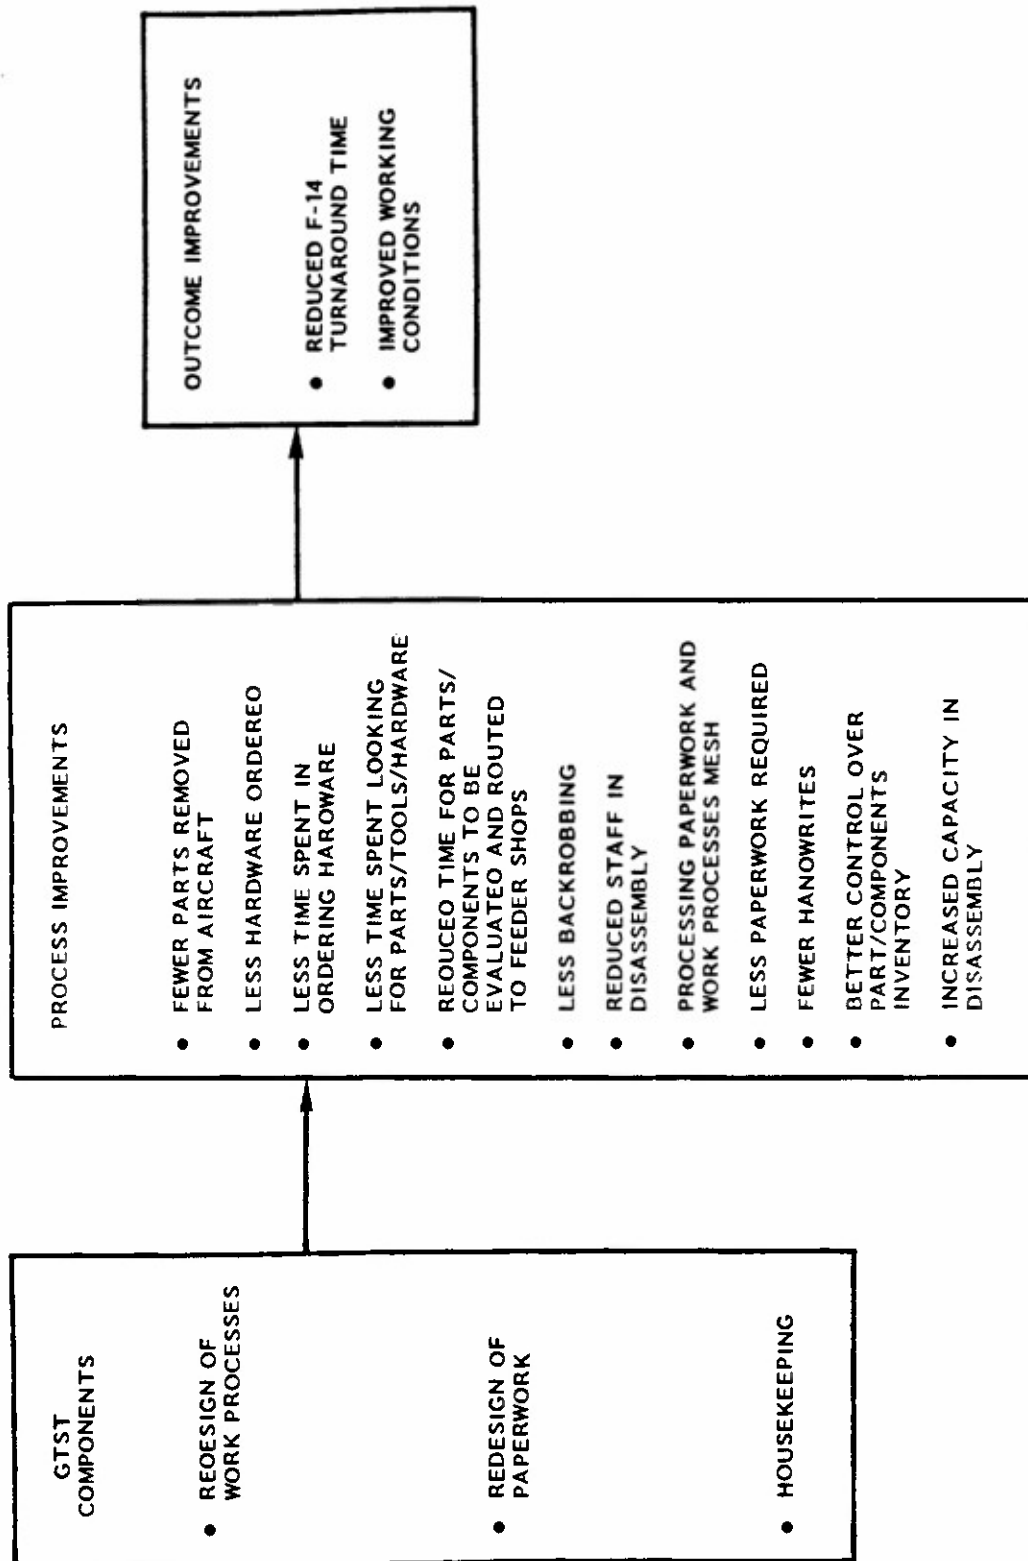 GTST
COMPONENTS
● REDESIGN OF
WORK PROCESSES
● REDESIGN OF
PAPERWORK
● HOUSEKEEPING
PROCESS IMPROVEMENTS
● FEWER PARTS REMOVED
FROM AIRCRAFT
● LESS HARDWARE ORDEREO
● LESS TIME SPENT IN
ORDERING HAROWARE
● LESS TIME SPENT LOOKING
FOR PARTS/TOOLS/HARDWARE
● REOUCED TIME FOR PARTS/
COMPONENTS TO BE
EVALUATEO AND ROUTED
TO FEEDER SHOPS
● LESS BACKROBBING
● REDUCED STAFF IN
DISASSEMBLY
● PROCESSING PAPERWORK AND
WORK PROCESSES MESH
● LESS PAPERWORK REQUIRED
● FEWER HANOWRITES
● BETTER CONTROL OVER
PART/COMPONENTS
INVENTORY
● INCREASED CAPACITY IN
DISASSEMBLY
OUTCOME IMPROVEMENTS
● REDUCED F-14
TURNAROUND TIME
● IMPROVED WORKING
CONDITIONS